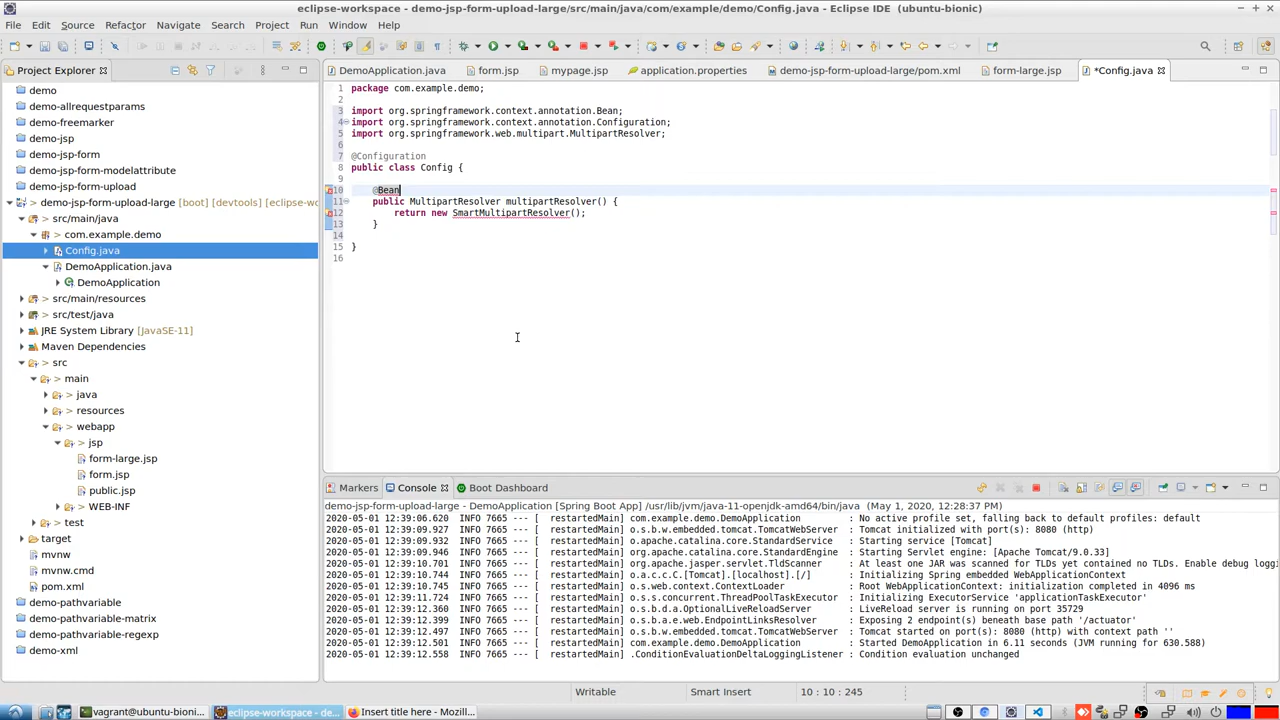 eclipse-workspace - demo-jsp-form-upload-large/src/main/java/com/example/demo/Config.java - Eclipse IDE (ubuntu-bionic)
File Edit Source Refactor Navigate Search Project Run Window Help
Project Explorer
DemoApplication.java form.jsp mypage.jsp application.properties demo-jsp-form-upload-large/pom.xml form-large.jsp *Config.java
demo
demo-allrequestparams
demo-freemarker
demo-jsp
demo-jsp-form
demo-jsp-form-modelattribute
demo-jsp-form-upload
> demo-jsp-form-upload-large [boot] [devtools] [eclipse-wo
> src/main/java
> com.example.demo
> Config.java
> DemoApplication.java
DemoApplication
> src/main/resources
> src/test/java
JRE System Library [JavaSE-11]
Maven Dependencies
> src
> main
> java
> resources
> webapp
> jsp
form-large.jsp
form.jsp
public.jsp
> WEB-INF
> test
target
mvnw
mvnw.cmd
pom.xml
demo-pathvariable
demo-pathvariable-matrix
demo-pathvariable-regexp
demo-xml
1 package com.example.demo;
2
3 import org.springframework.context.annotation.Bean;
4 import org.springframework.context.annotation.Configuration;
5 import org.springframework.web.multipart.MultipartResolver;
6
7 @Configuration
8 public class Config {
9
10 @Bean
11 public MultipartResolver multipartResolver() {
12 return new SmartMultipartResolver();
13 }
14
15 }
16
Markers Console Boot Dashboard
demo-jsp-form-upload-large - DemoApplication [Spring Boot App] /usr/lib/jvm/java-11-openjdk-amd64/bin/java (May 1, 2020, 12:28:37 PM)
2020-05-01 12:39:06.620 INFO 7665 --- [ restartedMain] com.example.demo.DemoApplication : No active profile set, falling back to default profiles: default
2020-05-01 12:39:09.927 INFO 7665 --- [ restartedMain] o.s.b.w.embedded.tomcat.TomcatWebServer : Tomcat initialized with port(s): 8080 (http)
2020-05-01 12:39:09.932 INFO 7665 --- [ restartedMain] o.apache.catalina.core.StandardService : Starting service [Tomcat]
2020-05-01 12:39:09.946 INFO 7665 --- [ restartedMain] org.apache.catalina.core.StandardEngine : Starting Servlet engine: [Apache Tomcat/9.0.33]
2020-05-01 12:39:10.701 INFO 7665 --- [ restartedMain] org.apache.jasper.servlet.TldScanner : At least one JAR was scanned for TLDs yet contained no TLDs. Enable debug logg
2020-05-01 12:39:10.744 INFO 7665 --- [ restartedMain] o.a.c.c.C.[Tomcat].[localhost].[/] : Initializing Spring embedded WebApplicationContext
2020-05-01 12:39:10.745 INFO 7665 --- [ restartedMain] o.s.web.context.ContextLoader : Root WebApplicationContext: initialization completed in 4096 ms
2020-05-01 12:39:11.724 INFO 7665 --- [ restartedMain] o.s.s.concurrent.ThreadPoolTaskExecutor : Initializing ExecutorService 'applicationTaskExecutor'
2020-05-01 12:39:12.360 INFO 7665 --- [ restartedMain] o.s.b.d.a.OptionalLiveReloadServer : LiveReload server is running on port 35729
2020-05-01 12:39:12.399 INFO 7665 --- [ restartedMain] o.s.b.a.e.web.EndpointLinksResolver : Exposing 2 endpoint(s) beneath base path '/actuator'
2020-05-01 12:39:12.497 INFO 7665 --- [ restartedMain] o.s.b.w.embedded.tomcat.TomcatWebServer : Tomcat started on port(s): 8080 (http) with context path ''
2020-05-01 12:39:12.501 INFO 7665 --- [ restartedMain] com.example.demo.DemoApplication : Started DemoApplication in 6.11 seconds (JVM running for 630.588)
2020-05-01 12:39:12.558 INFO 7665 --- [ restartedMain] .ConditionEvaluationDeltaLoggingListener : Condition evaluation unchanged
Writable Smart Insert 10 : 10 : 245
vagrant@ubuntu-bioni... eclipse-workspace - de... Insert title here - Mozill...